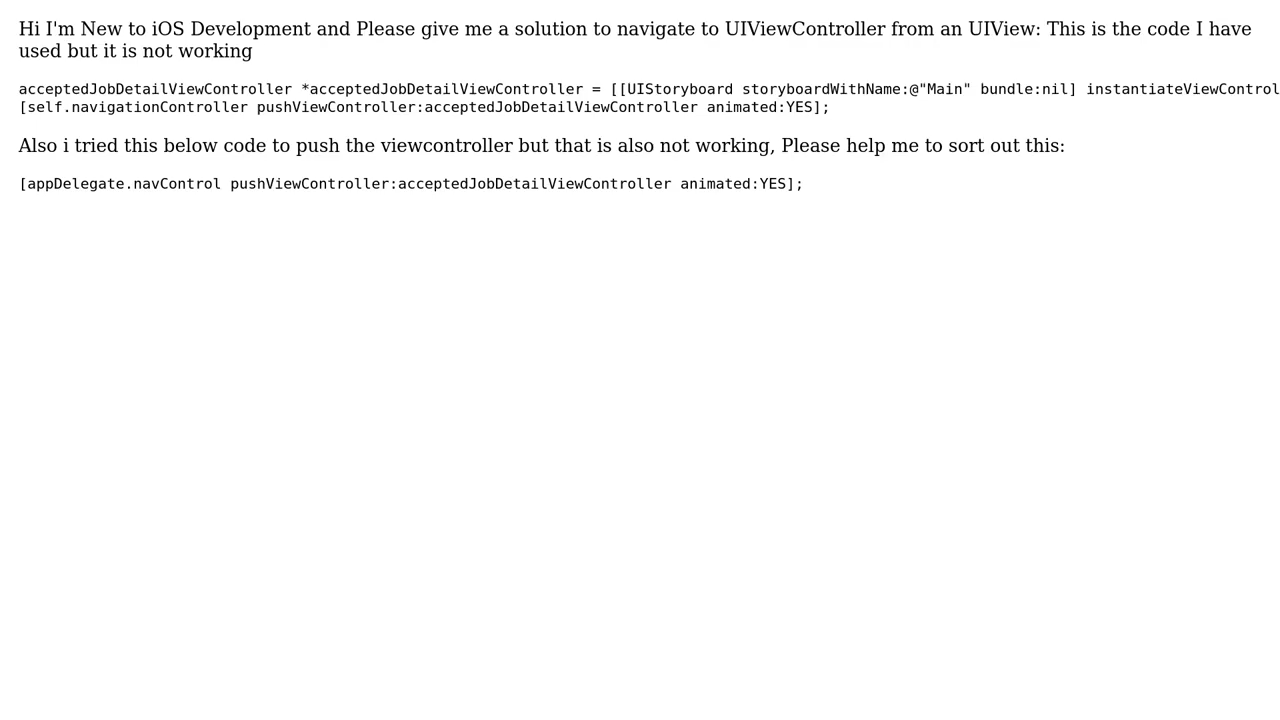 Hi I'm New to iOS Development and Please give me a solution to navigate to UIViewController from an UIView: This is the code I have
used but it is not working
acceptedJobDetailViewController *acceptedJobDetailViewController = [[UIStoryboard storyboardWithName:@"Main" bundle:nil] instantiateViewControl
[self.navigationController pushViewController:acceptedJobDetailViewController animated:YES];
Also i tried this below code to push the viewcontroller but that is also not working, Please help me to sort out this:
[appDelegate.navControl pushViewController:acceptedJobDetailViewController animated:YES];